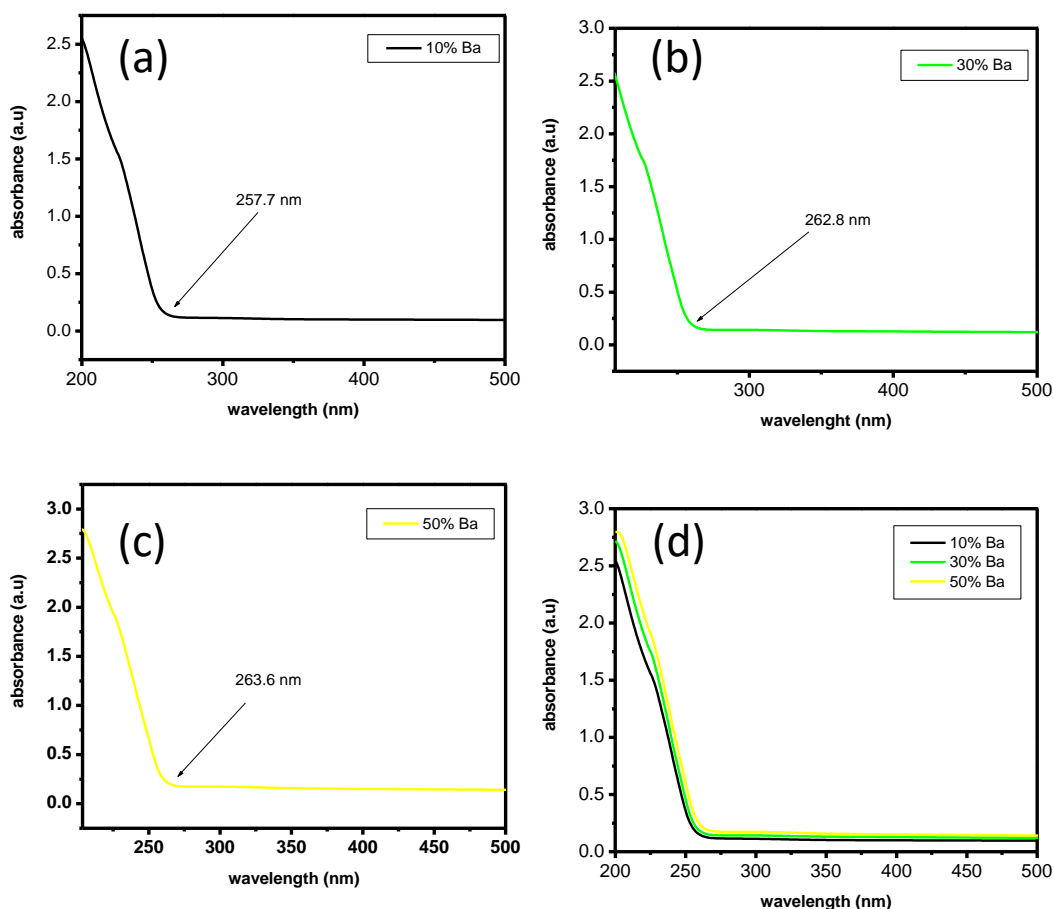 (a)
10% Ba
2.5
2.0
1.5
1.0
0.5
0.0
absorbance (a.u)
257.7 nm
200 300 400 500
wavelength (nm)
(b)
30% Ba
3.0
2.5
2.0
1.5
1.0
0.5
0.0
absorbance (a.u)
262.8 nm
300 400 500
wavelenght (nm)
(c)
50% Ba
3.0
2.5
2.0
1.5
1.0
0.5
0.0
absorbance (a.u)
263.6 nm
250 300 350 400 450 500
wavelength (nm)
(d)
10% Ba
30% Ba
50% Ba
3.0
2.5
2.0
1.5
1.0
0.5
0.0
absorbance (a.u)
200 250 300 350 400 450 500
wavelength (nm)